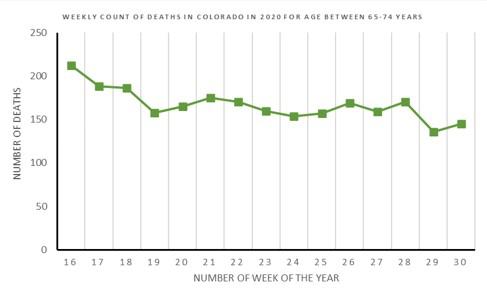 WEEKLY COUNT OF DEATHS IN COLORADO IN 2020 FOR AGE BETWEEN 65-74 YEARS
250
200
150
100
50
0
NUMBER OF DEATHS
16 17 18 19 20 21 22 23 24 25 26 27 28 29 30
NUMBER OF WEEK OF THE YEAR